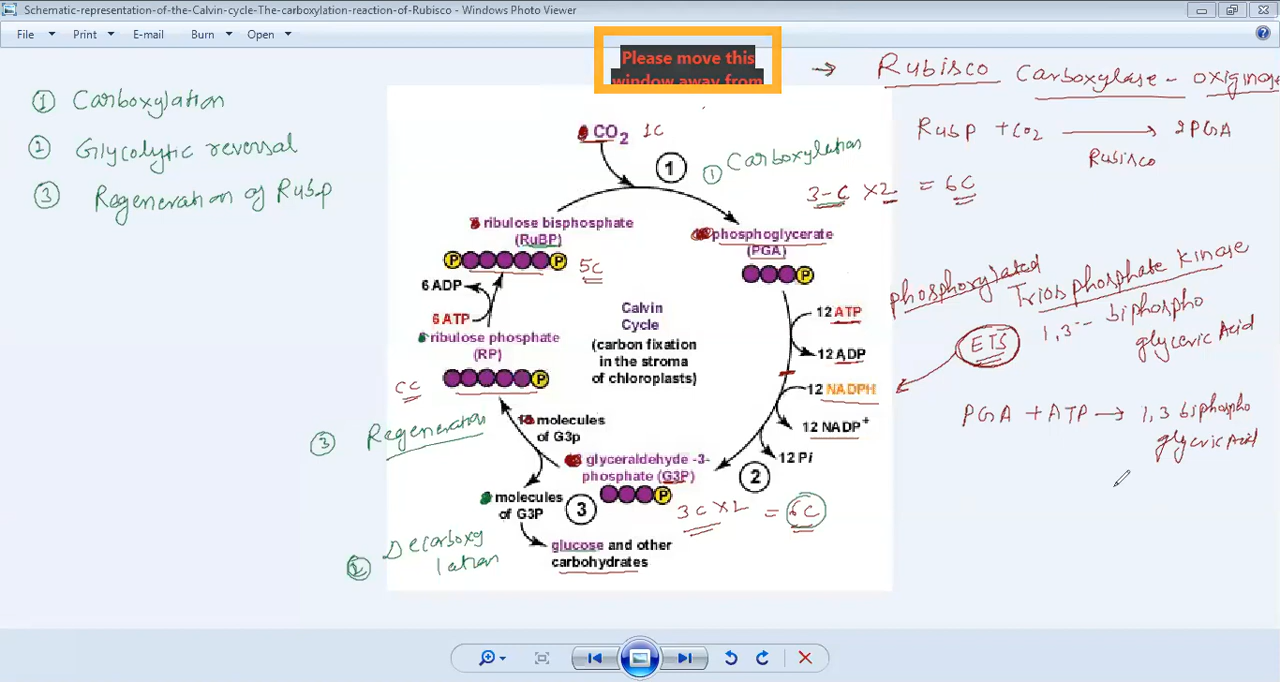 Schematic-representation-of-the-Calvin-cycle-The-carboxylation-reaction-of-Rubisco - Windows Photo Viewer
File Print E-mail Burn Open
Please move this
window away from
① Carboxylation
② Glycolytic reversal
③ Regeneration of Rubp
→ Rubisco Carboxylase - oxiginase
Rubp + CO2 → 2PGA
Rubisco
3-C × 2 = 6C
CO2 1C
1
① Carboxylation
ribulose bisphosphate
(RuBP)
P P
5C
phosphoglycerate
(PGA)
P
6 ADP
6 ATP
ribulose phosphate
(RP)
P
CC
Calvin
Cycle
(carbon fixation
in the stroma
of chloroplasts)
12 ATP
12 ADP
12 NADPH
12 NADP+
12 Pi
2
phosphorylated
Triosphosphate kinase
ETS
1,3 - biphospho
glyceric Acid
PGA + ATP → 1,3 biphospho
glyceric Acid
③ Regeneration
molecules
of G3p
glyceraldehyde -3-
phosphate (G3P)
P
3C × 2 = 6C
molecules
of G3P
3
② Decarboxy
lation
glucose and other
carbohydrates